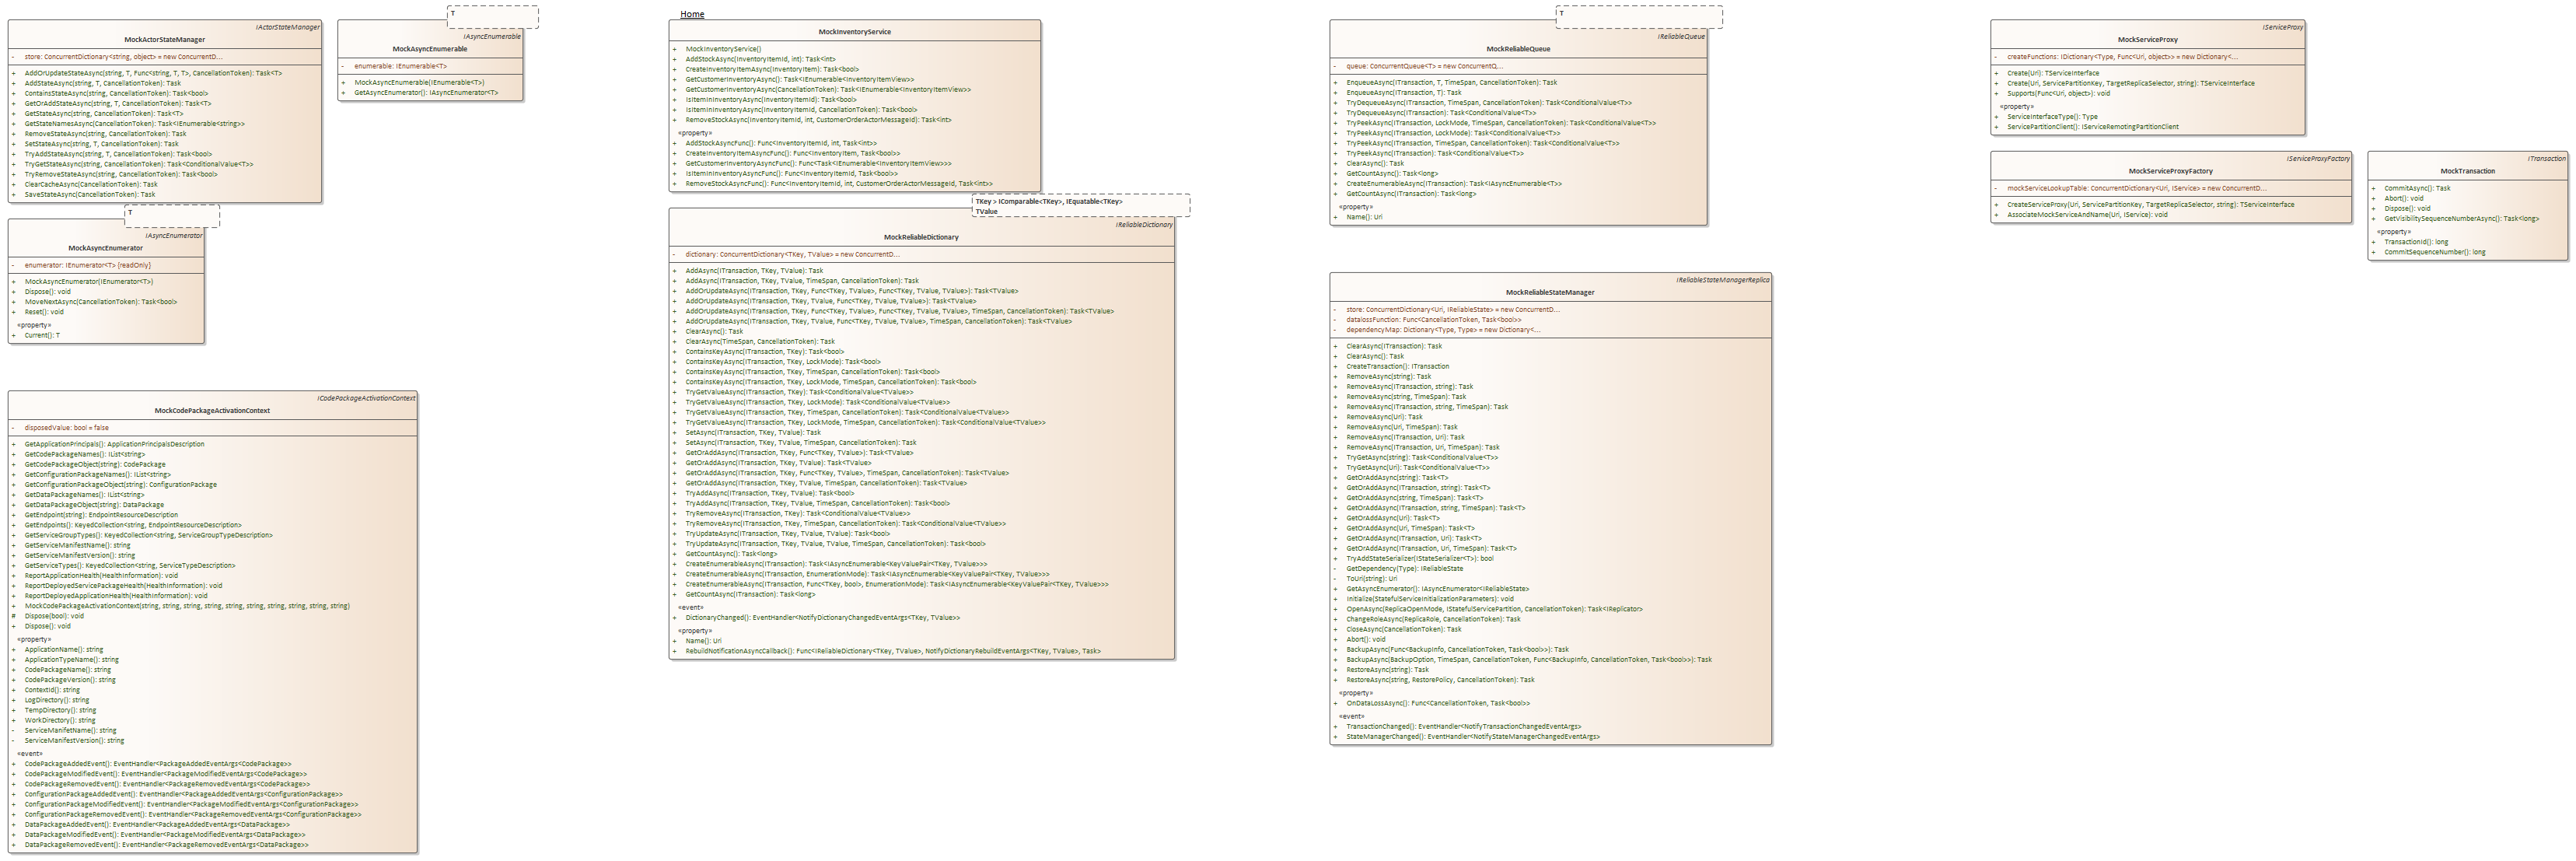 Home
IActorStateManager
MockActorStateManager
- store: ConcurrentDictionary<string, object> = new ConcurrentD...
+ AddOrUpdateStateAsync(string, T, Func<string, T, T>, CancellationToken): Task<T>
+ AddStateAsync(string, T, CancellationToken): Task
+ ContainsStateAsync(string, CancellationToken): Task<bool>
+ GetOrAddStateAsync(string, T, CancellationToken): Task<T>
+ GetStateAsync(string, CancellationToken): Task<T>
+ GetStateNamesAsync(CancellationToken): Task<IEnumerable<string>>
+ RemoveStateAsync(string, CancellationToken): Task
+ SetStateAsync(string, T, CancellationToken): Task
+ TryAddStateAsync(string, T, CancellationToken): Task<bool>
+ TryGetStateAsync(string, CancellationToken): Task<ConditionalValue<T>>
+ TryRemoveStateAsync(string, CancellationToken): Task<bool>
+ ClearCacheAsync(CancellationToken): Task
+ SaveStateAsync(CancellationToken): Task
T
IAsyncEnumerable
MockAsyncEnumerable
- enumerable: IEnumerable<T>
+ MockAsyncEnumerable(IEnumerable<T>)
+ GetAsyncEnumerator(): IAsyncEnumerator<T>
T
IAsyncEnumerator
MockAsyncEnumerator
- enumerator: IEnumerator<T> {readOnly}
+ MockAsyncEnumerator(IEnumerator<T>)
+ Dispose(): void
+ MoveNextAsync(CancellationToken): Task<bool>
+ Reset(): void
«property»
+ Current(): T
ICodePackageActivationContext
MockCodePackageActivationContext
- disposedValue: bool = false
+ GetApplicationPrincipals(): ApplicationPrincipalsDescription
+ GetCodePackageNames(): IList<string>
+ GetCodePackageObject(string): CodePackage
+ GetConfigurationPackageNames(): IList<string>
+ GetConfigurationPackageObject(string): ConfigurationPackage
+ GetDataPackageNames(): IList<string>
+ GetDataPackageObject(string): DataPackage
+ GetEndpoint(string): EndpointResourceDescription
+ GetEndpoints(): KeyedCollection<string, EndpointResourceDescription>
+ GetServiceGroupTypes(): KeyedCollection<string, ServiceGroupTypeDescription>
+ GetServiceManifestName(): string
+ GetServiceManifestVersion(): string
+ GetServiceTypes(): KeyedCollection<string, ServiceTypeDescription>
+ ReportApplicationHealth(HealthInformation): void
+ ReportDeployedServicePackageHealth(HealthInformation): void
+ ReportDeployedApplicationHealth(HealthInformation): void
+ MockCodePackageActivationContext(string, string, string, string, string, string, string, string, string, string)
# Dispose(bool): void
+ Dispose(): void
«property»
+ ApplicationName(): string
+ ApplicationTypeName(): string
+ CodePackageName(): string
+ CodePackageVersion(): string
+ ContextId(): string
+ LogDirectory(): string
+ TempDirectory(): string
+ WorkDirectory(): string
- ServiceManifetName(): string
- ServiceManifestVersion(): string
«event»
+ CodePackageAddedEvent(): EventHandler<PackageAddedEventArgs<CodePackage>>
+ CodePackageModifiedEvent(): EventHandler<PackageModifiedEventArgs<CodePackage>>
+ CodePackageRemovedEvent(): EventHandler<PackageRemovedEventArgs<CodePackage>>
+ ConfigurationPackageAddedEvent(): EventHandler<PackageAddedEventArgs<ConfigurationPackage>>
+ ConfigurationPackageModifiedEvent(): EventHandler<PackageModifiedEventArgs<ConfigurationPackage>>
+ ConfigurationPackageRemovedEvent(): EventHandler<PackageRemovedEventArgs<ConfigurationPackage>>
+ DataPackageAddedEvent(): EventHandler<PackageAddedEventArgs<DataPackage>>
+ DataPackageModifiedEvent(): EventHandler<PackageModifiedEventArgs<DataPackage>>
+ DataPackageRemovedEvent(): EventHandler<PackageRemovedEventArgs<DataPackage>>
MockInventoryService
+ MockInventoryService()
+ AddStockAsync(InventoryItemId, int): Task<int>
+ CreateInventoryItemAsync(InventoryItem): Task<bool>
+ GetCustomerInventoryAsync(): Task<IEnumerable<InventoryItemView>>
+ GetCustomerInventoryAsync(CancellationToken): Task<IEnumerable<InventoryItemView>>
+ IsItemInInventoryAsync(InventoryItemId): Task<bool>
+ IsItemInInventoryAsync(InventoryItemId, CancellationToken): Task<bool>
+ RemoveStockAsync(InventoryItemId, int, CustomerOrderActorMessageId): Task<int>
«property»
+ AddStockAsyncFunc(): Func<InventoryItemId, int, Task<int>>
+ CreateInventoryItemAsyncFunc(): Func<InventoryItem, Task<bool>>
+ GetCustomerInventoryAsyncFunc(): Func<Task<IEnumerable<InventoryItemView>>>
+ IsItemInInventoryAsyncFunc(): Func<InventoryItemId, Task<bool>>
+ RemoveStockAsyncFunc(): Func<InventoryItemId, int, CustomerOrderActorMessageId, Task<int>>
TKey > IComparable<TKey>, IEquatable<TKey>
TValue
IReliableDictionary
MockReliableDictionary
- dictionary: ConcurrentDictionary<TKey, TValue> = new ConcurrentD...
+ AddAsync(ITransaction, TKey, TValue): Task
+ AddAsync(ITransaction, TKey, TValue, TimeSpan, CancellationToken): Task
+ AddOrUpdateAsync(ITransaction, TKey, Func<TKey, TValue>, Func<TKey, TValue, TValue>): Task<TValue>
+ AddOrUpdateAsync(ITransaction, TKey, TValue, Func<TKey, TValue, TValue>): Task<TValue>
+ AddOrUpdateAsync(ITransaction, TKey, Func<TKey, TValue>, Func<TKey, TValue, TValue>, TimeSpan, CancellationToken): Task<TValue>
+ AddOrUpdateAsync(ITransaction, TKey, TValue, Func<TKey, TValue, TValue>, TimeSpan, CancellationToken): Task<TValue>
+ ClearAsync(): Task
+ ClearAsync(TimeSpan, CancellationToken): Task
+ ContainsKeyAsync(ITransaction, TKey): Task<bool>
+ ContainsKeyAsync(ITransaction, TKey, LockMode): Task<bool>
+ ContainsKeyAsync(ITransaction, TKey, TimeSpan, CancellationToken): Task<bool>
+ ContainsKeyAsync(ITransaction, TKey, LockMode, TimeSpan, CancellationToken): Task<bool>
+ TryGetValueAsync(ITransaction, TKey): Task<ConditionalValue<TValue>>
+ TryGetValueAsync(ITransaction, TKey, LockMode): Task<ConditionalValue<TValue>>
+ TryGetValueAsync(ITransaction, TKey, TimeSpan, CancellationToken): Task<ConditionalValue<TValue>>
+ TryGetValueAsync(ITransaction, TKey, LockMode, TimeSpan, CancellationToken): Task<ConditionalValue<TValue>>
+ SetAsync(ITransaction, TKey, TValue): Task
+ SetAsync(ITransaction, TKey, TValue, TimeSpan, CancellationToken): Task
+ GetOrAddAsync(ITransaction, TKey, Func<TKey, TValue>): Task<TValue>
+ GetOrAddAsync(ITransaction, TKey, TValue): Task<TValue>
+ GetOrAddAsync(ITransaction, TKey, Func<TKey, TValue>, TimeSpan, CancellationToken): Task<TValue>
+ GetOrAddAsync(ITransaction, TKey, TValue, TimeSpan, CancellationToken): Task<TValue>
+ TryAddAsync(ITransaction, TKey, TValue): Task<bool>
+ TryAddAsync(ITransaction, TKey, TValue, TimeSpan, CancellationToken): Task<bool>
+ TryRemoveAsync(ITransaction, TKey): Task<ConditionalValue<TValue>>
+ TryRemoveAsync(ITransaction, TKey, TimeSpan, CancellationToken): Task<ConditionalValue<TValue>>
+ TryUpdateAsync(ITransaction, TKey, TValue, TValue): Task<bool>
+ TryUpdateAsync(ITransaction, TKey, TValue, TValue, TimeSpan, CancellationToken): Task<bool>
+ GetCountAsync(): Task<long>
+ CreateEnumerableAsync(ITransaction): Task<IAsyncEnumerable<KeyValuePair<TKey, TValue>>>
+ CreateEnumerableAsync(ITransaction, EnumerationMode): Task<IAsyncEnumerable<KeyValuePair<TKey, TValue>>>
+ CreateEnumerableAsync(ITransaction, Func<TKey, bool>, EnumerationMode): Task<IAsyncEnumerable<KeyValuePair<TKey, TValue>>>
+ GetCountAsync(ITransaction): Task<long>
«event»
+ DictionaryChanged(): EventHandler<NotifyDictionaryChangedEventArgs<TKey, TValue>>
«property»
+ Name(): Uri
+ RebuildNotificationAsyncCallback(): Func<IReliableDictionary<TKey, TValue>, NotifyDictionaryRebuildEventArgs<TKey, TValue>, Task>
T
IReliableQueue
MockReliableQueue
- queue: ConcurrentQueue<T> = new ConcurrentQ...
+ EnqueueAsync(ITransaction, T, TimeSpan, CancellationToken): Task
+ EnqueueAsync(ITransaction, T): Task
+ TryDequeueAsync(ITransaction, TimeSpan, CancellationToken): Task<ConditionalValue<T>>
+ TryDequeueAsync(ITransaction): Task<ConditionalValue<T>>
+ TryPeekAsync(ITransaction, LockMode, TimeSpan, CancellationToken): Task<ConditionalValue<T>>
+ TryPeekAsync(ITransaction, LockMode): Task<ConditionalValue<T>>
+ TryPeekAsync(ITransaction, TimeSpan, CancellationToken): Task<ConditionalValue<T>>
+ TryPeekAsync(ITransaction): Task<ConditionalValue<T>>
+ ClearAsync(): Task
+ GetCountAsync(): Task<long>
+ CreateEnumerableAsync(ITransaction): Task<IAsyncEnumerable<T>>
+ GetCountAsync(ITransaction): Task<long>
«property»
+ Name(): Uri
IReliableStateManagerReplica
MockReliableStateManager
- store: ConcurrentDictionary<Uri, IReliableState> = new ConcurrentD...
- datalossFunction: Func<CancellationToken, Task<bool>>
- dependencyMap: Dictionary<Type, Type> = new Dictionary<...
+ ClearAsync(ITransaction): Task
+ ClearAsync(): Task
+ CreateTransaction(): ITransaction
+ RemoveAsync(string): Task
+ RemoveAsync(ITransaction, string): Task
+ RemoveAsync(string, TimeSpan): Task
+ RemoveAsync(ITransaction, string, TimeSpan): Task
+ RemoveAsync(Uri): Task
+ RemoveAsync(Uri, TimeSpan): Task
+ RemoveAsync(ITransaction, Uri): Task
+ RemoveAsync(ITransaction, Uri, TimeSpan): Task
+ TryGetAsync(string): Task<ConditionalValue<T>>
+ TryGetAsync(Uri): Task<ConditionalValue<T>>
+ GetOrAddAsync(string): Task<T>
+ GetOrAddAsync(ITransaction, string): Task<T>
+ GetOrAddAsync(string, TimeSpan): Task<T>
+ GetOrAddAsync(ITransaction, string, TimeSpan): Task<T>
+ GetOrAddAsync(Uri): Task<T>
+ GetOrAddAsync(Uri, TimeSpan): Task<T>
+ GetOrAddAsync(ITransaction, Uri): Task<T>
+ GetOrAddAsync(ITransaction, Uri, TimeSpan): Task<T>
+ TryAddStateSerializer(IStateSerializer<T>): bool
- GetDependency(Type): IReliableState
- ToUri(string): Uri
+ GetAsyncEnumerator(): IAsyncEnumerator<IReliableState>
+ Initialize(StatefulServiceInitializationParameters): void
+ OpenAsync(ReplicaOpenMode, IStatefulServicePartition, CancellationToken): Task<IReplicator>
+ ChangeRoleAsync(ReplicaRole, CancellationToken): Task
+ CloseAsync(CancellationToken): Task
+ Abort(): void
+ BackupAsync(Func<BackupInfo, CancellationToken, Task<bool>>): Task
+ BackupAsync(BackupOption, TimeSpan, CancellationToken, Func<BackupInfo, CancellationToken, Task<bool>>): Task
+ RestoreAsync(string): Task
+ RestoreAsync(string, RestorePolicy, CancellationToken): Task
«property»
+ OnDataLossAsync(): Func<CancellationToken, Task<bool>>
«event»
+ TransactionChanged(): EventHandler<NotifyTransactionChangedEventArgs>
+ StateManagerChanged(): EventHandler<NotifyStateManagerChangedEventArgs>
IServiceProxy
MockServiceProxy
- createFunctions: IDictionary<Type, Func<Uri, object>> = new Dictionary<...
+ Create(Uri): TServiceInterface
+ Create(Uri, ServicePartitionKey, TargetReplicaSelector, string): TServiceInterface
+ Supports(Func<Uri, object>): void
«property»
+ ServiceInterfaceType(): Type
+ ServicePartitionClient(): IServiceRemotingPartitionClient
IServiceProxyFactory
MockServiceProxyFactory
- mockServiceLookupTable: ConcurrentDictionary<Uri, IService> = new ConcurrentD...
+ CreateServiceProxy(Uri, ServicePartitionKey, TargetReplicaSelector, string): TServiceInterface
+ AssociateMockServiceAndName(Uri, IService): void
ITransaction
MockTransaction
+ CommitAsync(): Task
+ Abort(): void
+ Dispose(): void
+ GetVisibilitySequenceNumberAsync(): Task<long>
«property»
+ TransactionId(): long
+ CommitSequenceNumber(): long